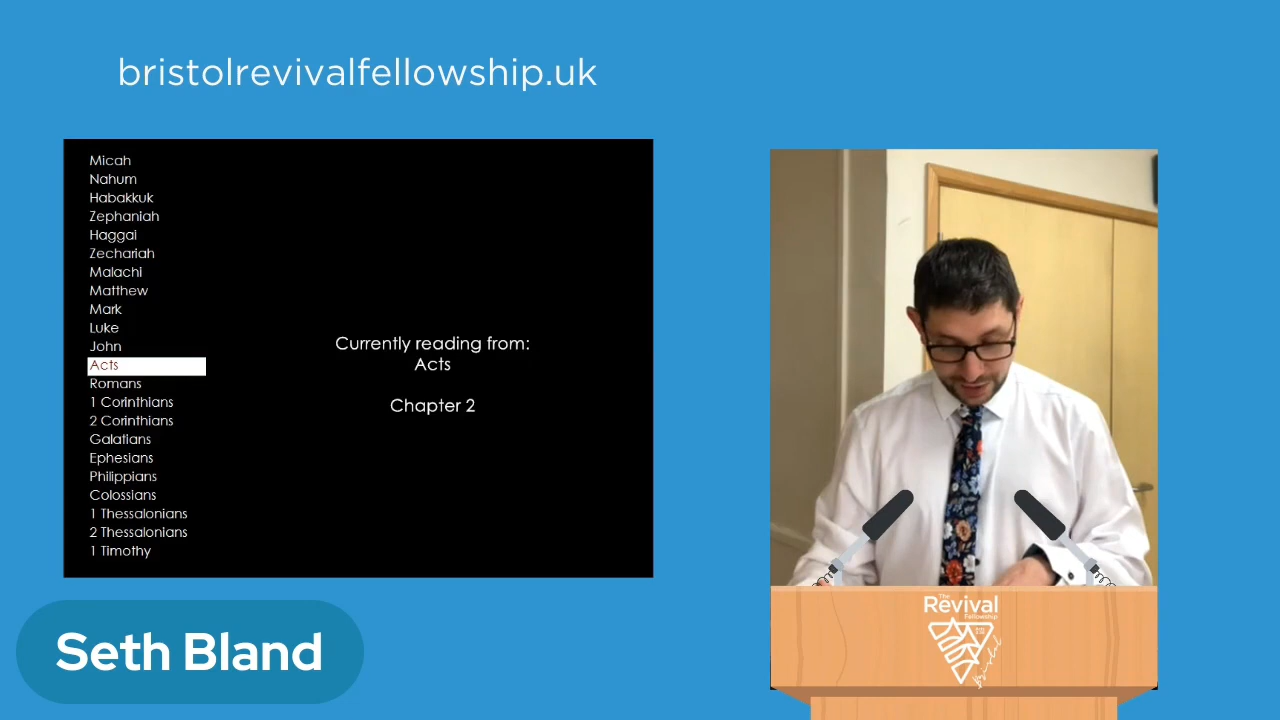 bristolrevivalfellowship.uk
Micah
Nahum
Habakkuk
Zephaniah
Haggai
Zechariah
Malachi
Matthew
Mark
Luke
John
Acts
Romans
1 Corinthians
2 Corinthians
Galatians
Ephesians
Philippians
Colossians
1 Thessalonians
2 Thessalonians
1 Timothy
Currently reading from:
Acts
Chapter 2
Seth Bland
The
Revival
Fellowship
Bristol